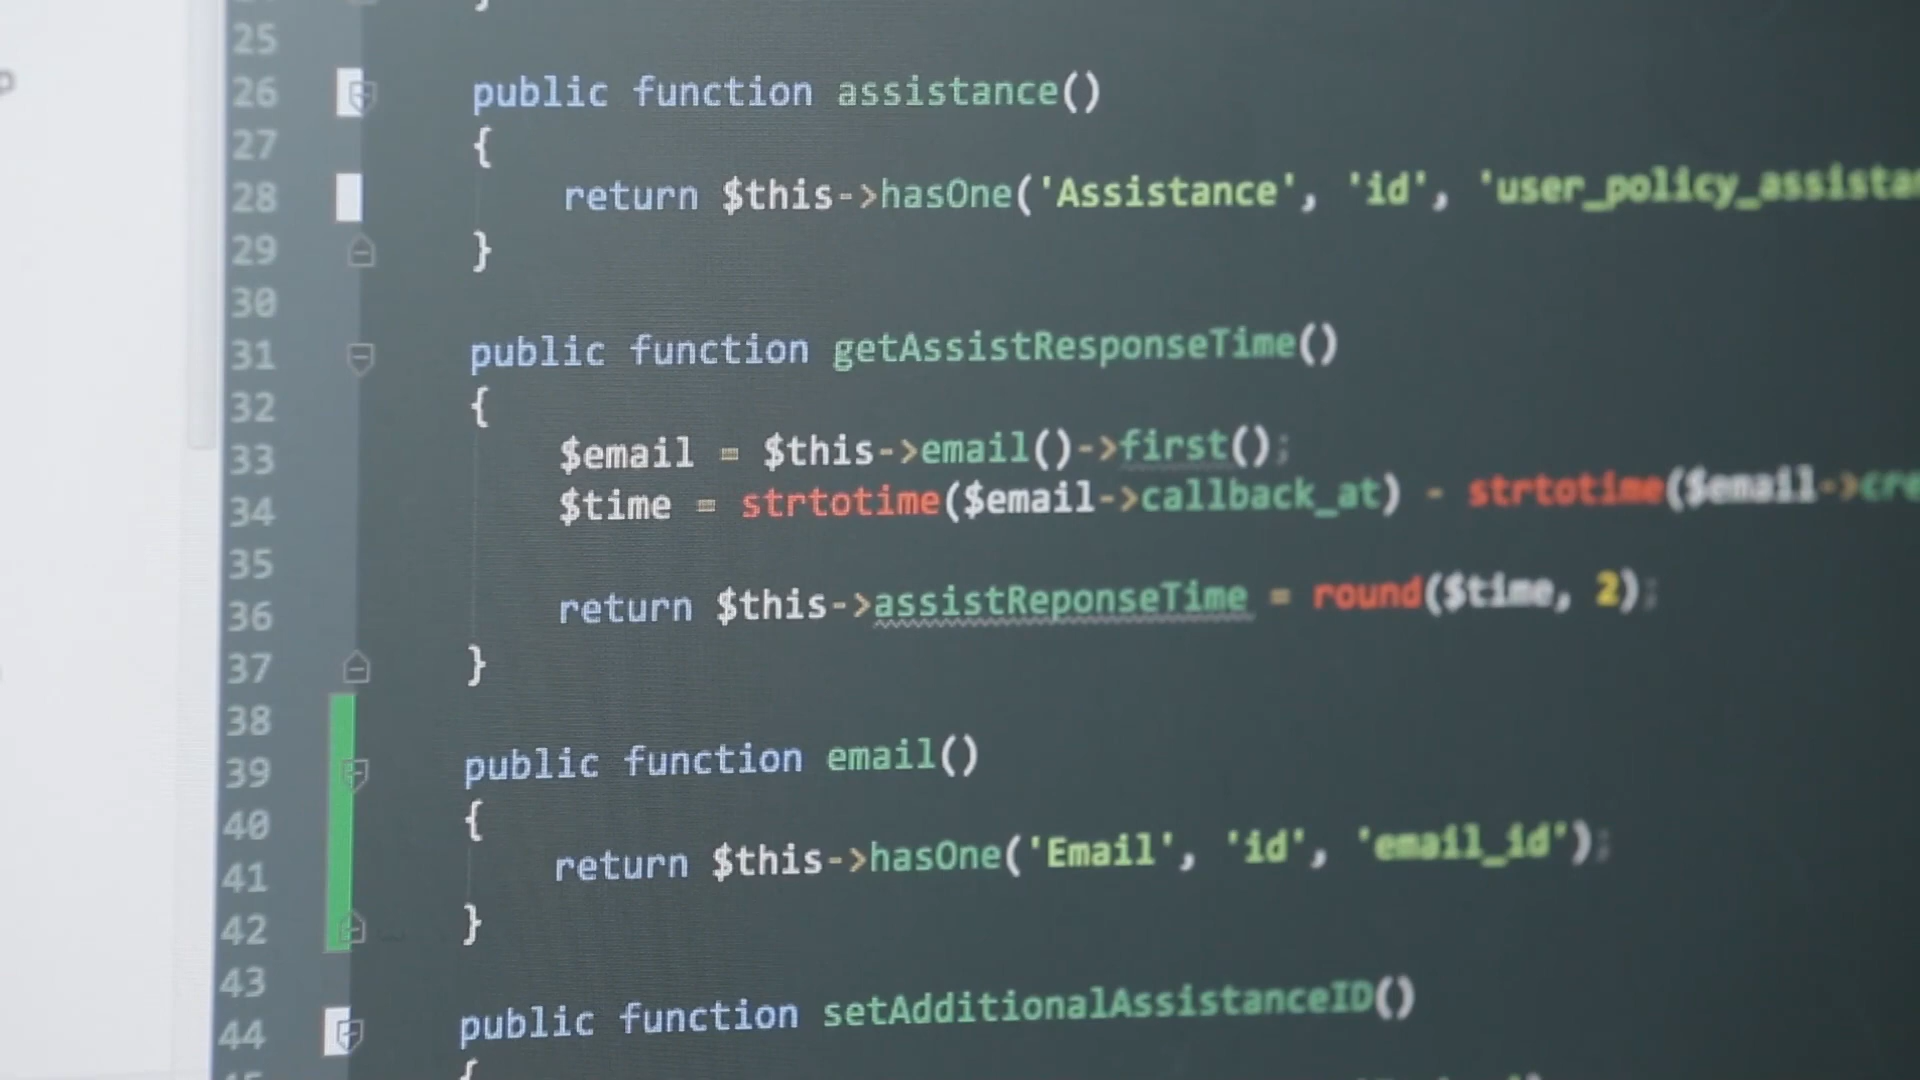 25
26 public function assistance()
27 {
28 return $this->hasOne('Assistance', 'id', 'user_policy_assista
29 }
30
31 public function getAssistResponseTime()
32 {
33 $email = $this->email()->first();
34 $time = strtotime($email->callback_at) - strtotime($email->cre
35
36 return $this->assistReponseTime = round($time, 2);
37 }
38
39 public function email()
40 {
41 return $this->hasOne('Email', 'id', 'email_id');
42 }
43
44 public function setAdditionalAssistanceID()
{